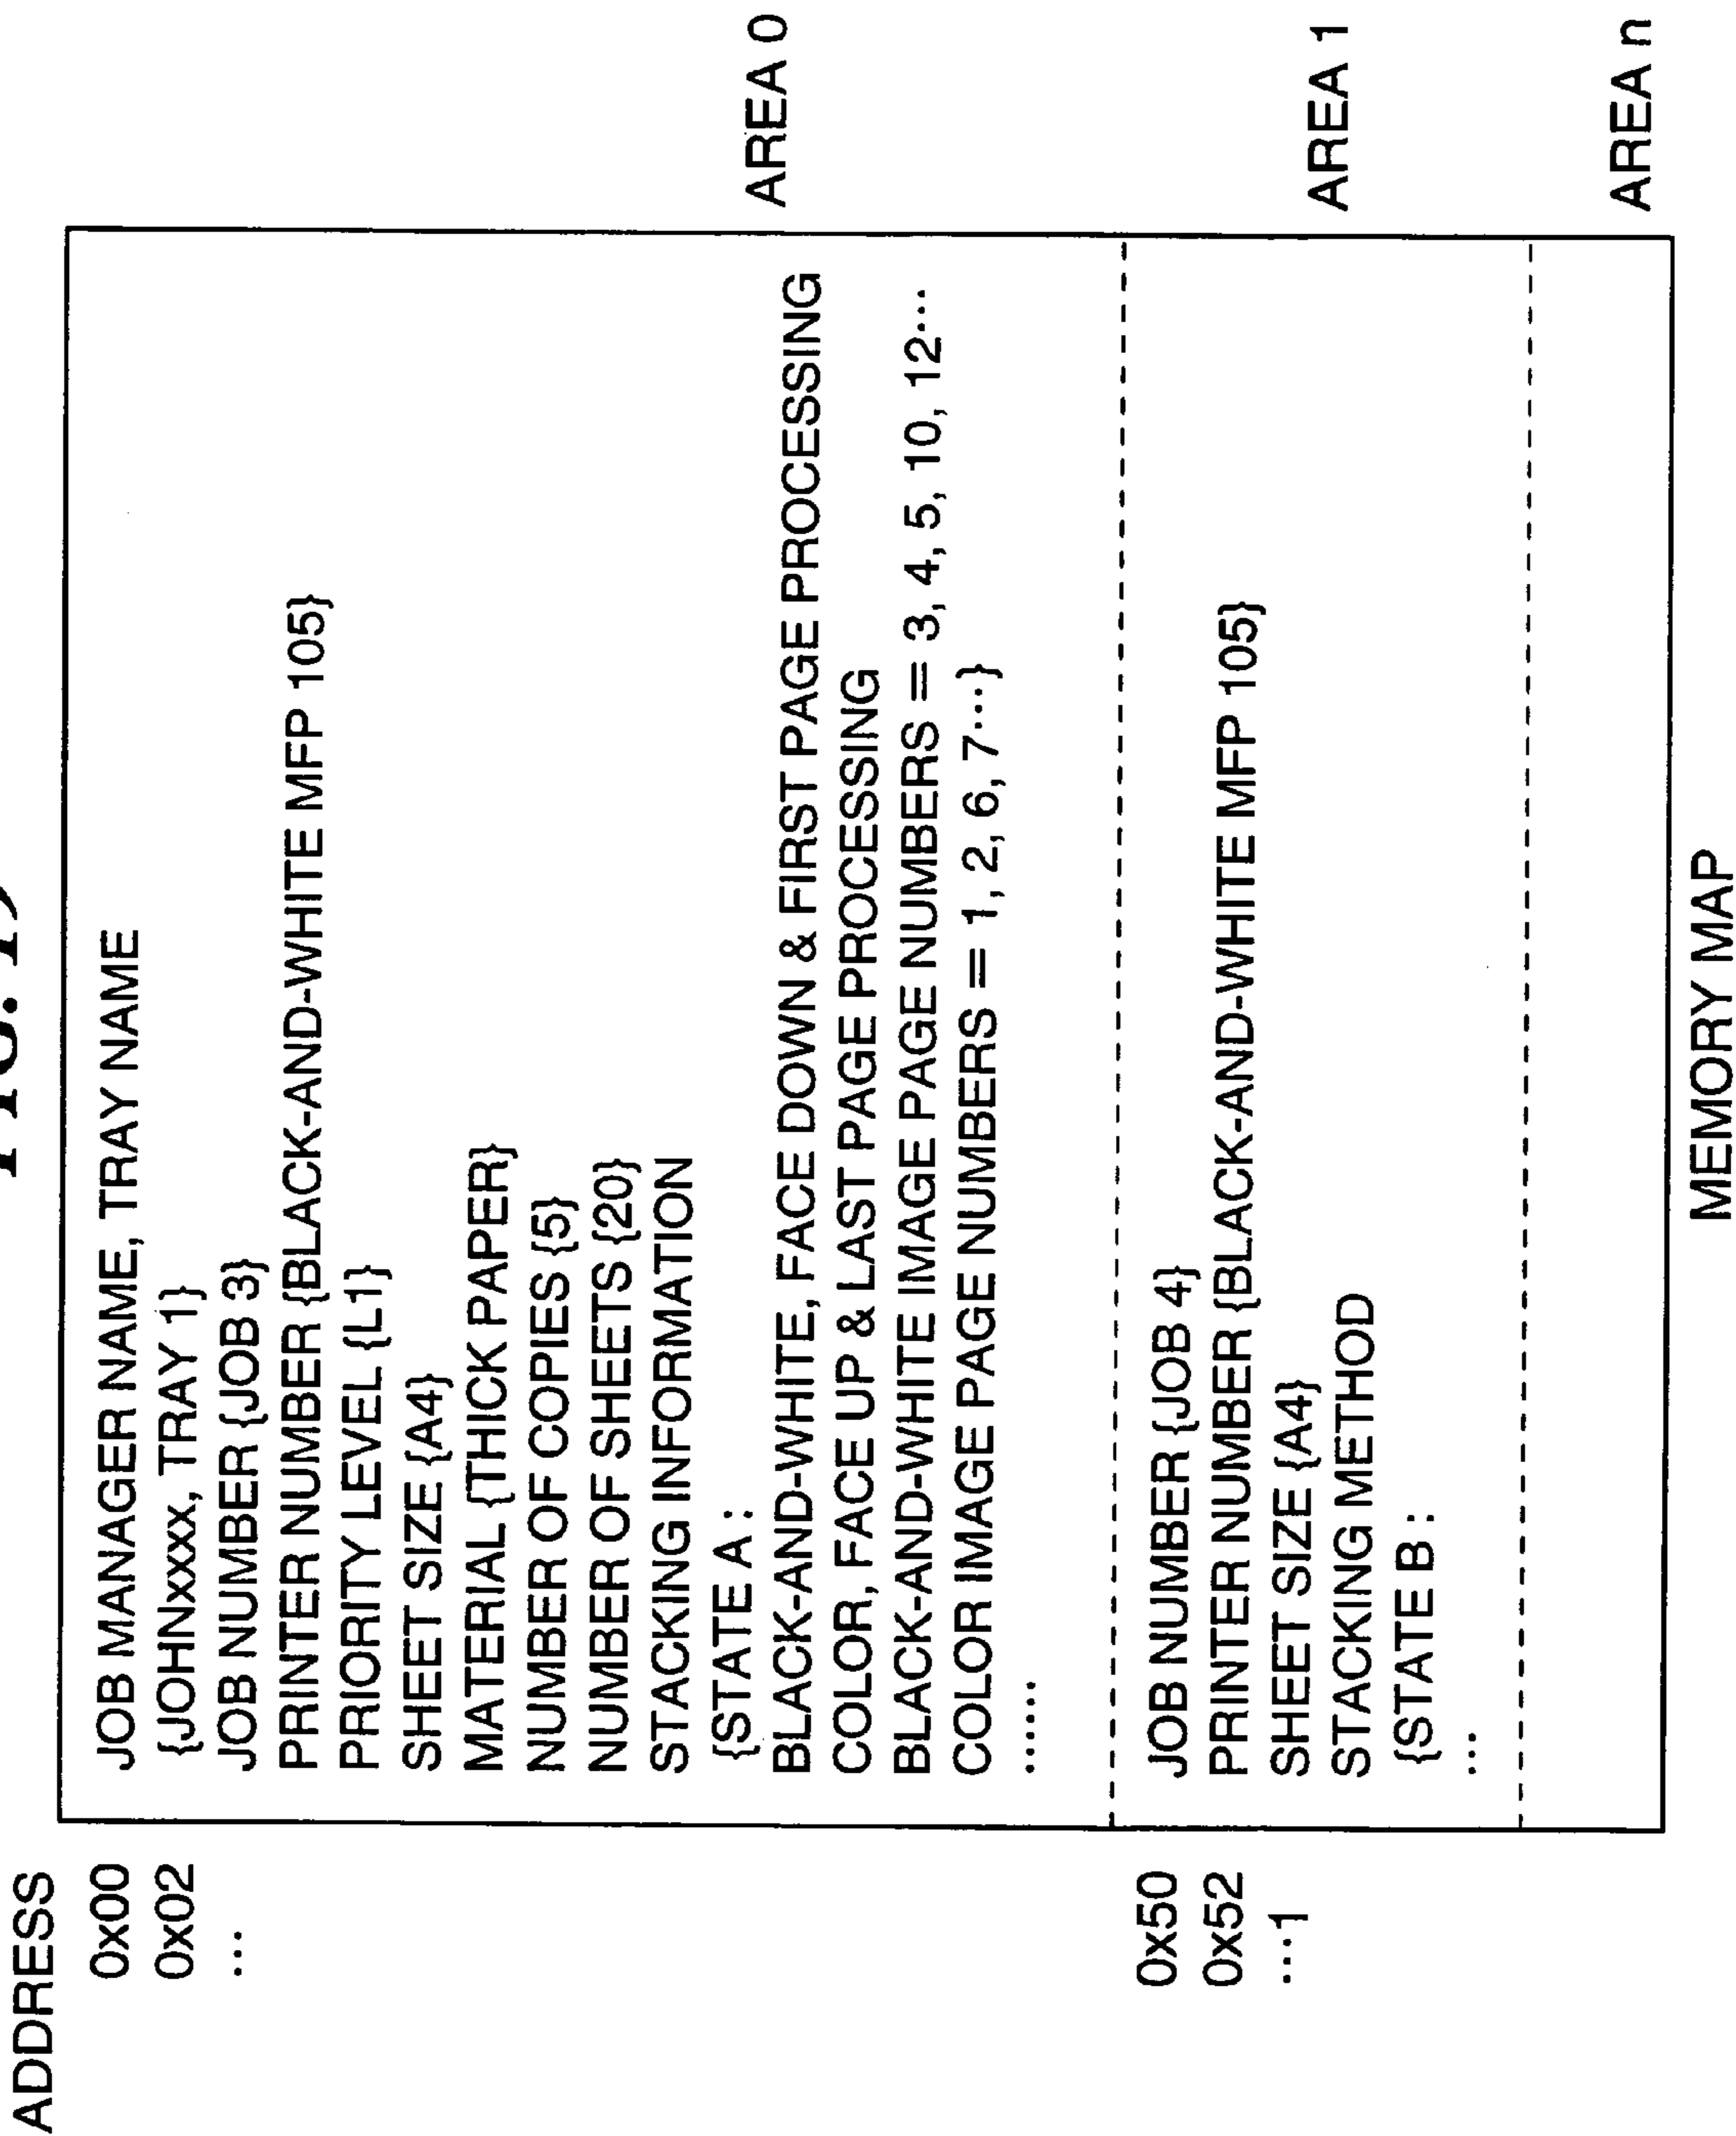 ADDRESS
0x00 JOB MANAGER NAME, TRAY NAME
0x02 {JOHNxxxx, TRAY 1}
... JOB NUMBER {JOB 3}
PRINTER NUMBER {BLACK-AND-WHITE MFP 105}
PRIORITY LEVEL {L1}
SHEET SIZE {A4}
MATERIAL {THICK PAPER}
NUMBER OF COPIES {5}
NUMBER OF SHEETS {20}
STACKING INFORMATION
{STATE A :
BLACK-AND-WHITE, FACE DOWN & FIRST PAGE PROCESSING
COLOR, FACE UP & LAST PAGE PROCESSING
BLACK-AND-WHITE IMAGE PAGE NUMBERS = 3, 4, 5, 10, 12...
COLOR IMAGE PAGE NUMBERS = 1, 2, 6, 7...}
......
AREA 0
0x50 JOB NUMBER {JOB 4}
0x52 PRINTER NUMBER {BLACK-AND-WHITE MFP 105}
...1 SHEET SIZE {A4}
STACKING METHOD
{STATE B :
...
AREA 1
AREA n
MEMORY MAP